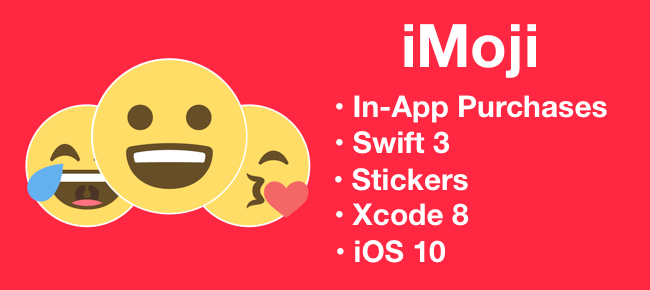 iMoji
• In-App Purchases
• Swift 3
• Stickers
• Xcode 8
• iOS 10